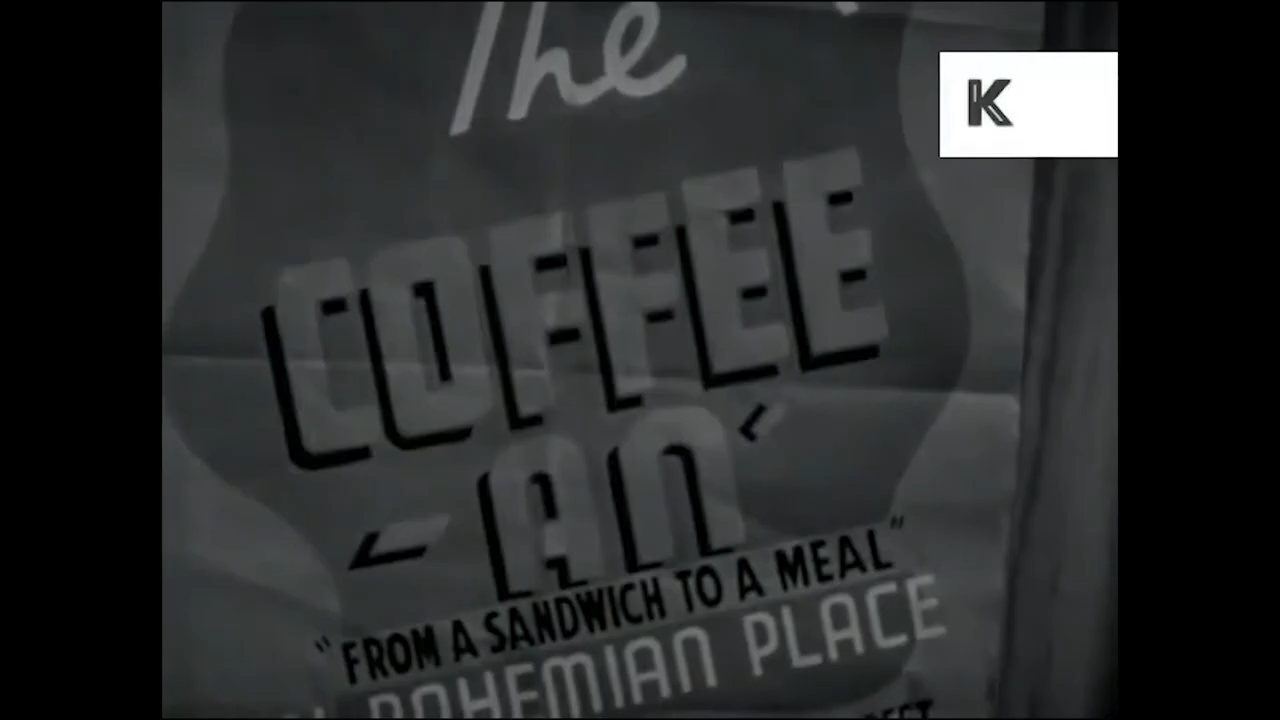 The
K
COFFEE
-AN'
"FROM A SANDWICH TO A MEAL"
BOHEMIAN PLACE